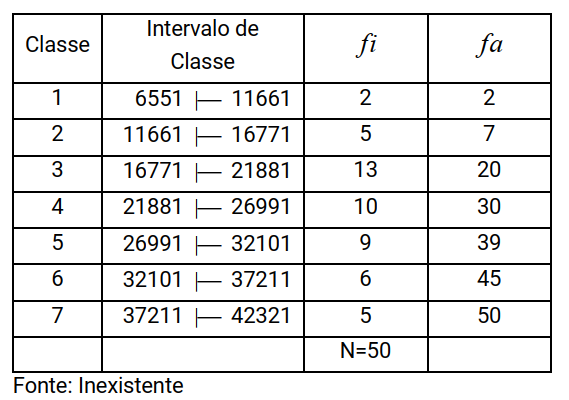 Classe Intervalo de Classe fi fa
1 6551 |— 11661 2 2
2 11661 |— 16771 5 7
3 16771 |— 21881 13 20
4 21881 |— 26991 10 30
5 26991 |— 32101 9 39
6 32101 |— 37211 6 45
7 37211 |— 42321 5 50
N=50
Fonte: Inexistente